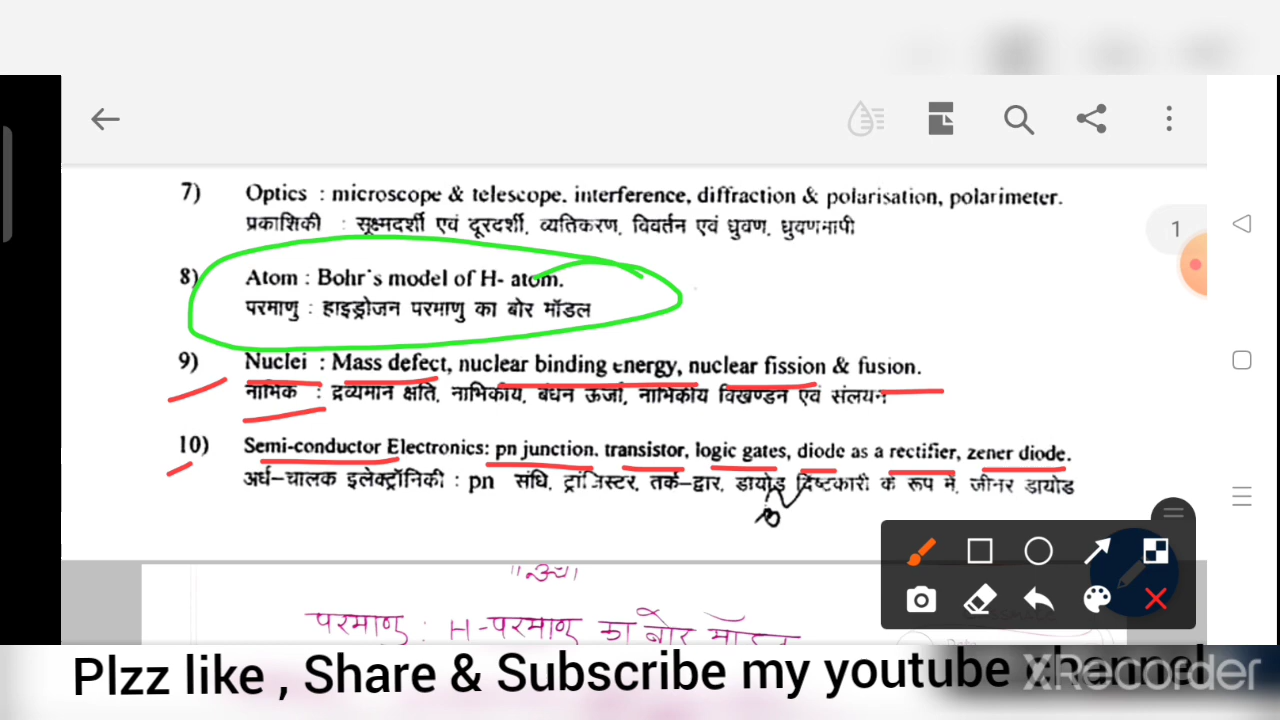 7) Optics : microscope & telescope, interference, diffraction & polarisation, polarimeter.
प्रकाशिकी : सूक्ष्मदर्शी एवं दूरदर्शी, व्यतिकरण, विवर्तन एवं ध्रुवण, ध्रुवणमापी
1
8) Atom : Bohr's model of H- atom.
परमाणु : हाइड्रोजन परमाणु का बोर मॉडल
9) Nuclei : Mass defect, nuclear binding energy, nuclear fission & fusion.
नाभिक : द्रव्यमान क्षति, नाभिकीय, बंधन ऊर्जा, नाभिकीय विखण्डन एवं संलयन
10) Semi-conductor Electronics: pn junction. transistor, logic gates, diode as a rectifier, zener diode.
अर्ध-चालक इलेक्ट्रॉनिकी : pn संधि, ट्रांजिस्टर, तर्क-द्वार, डायोड दिष्टकारी के रूप में, जीनर डायोड
परमाणु : H-परमाणु का बोर मॉडल
Plzz like , Share & Subscribe my youtube channel
XRecorder